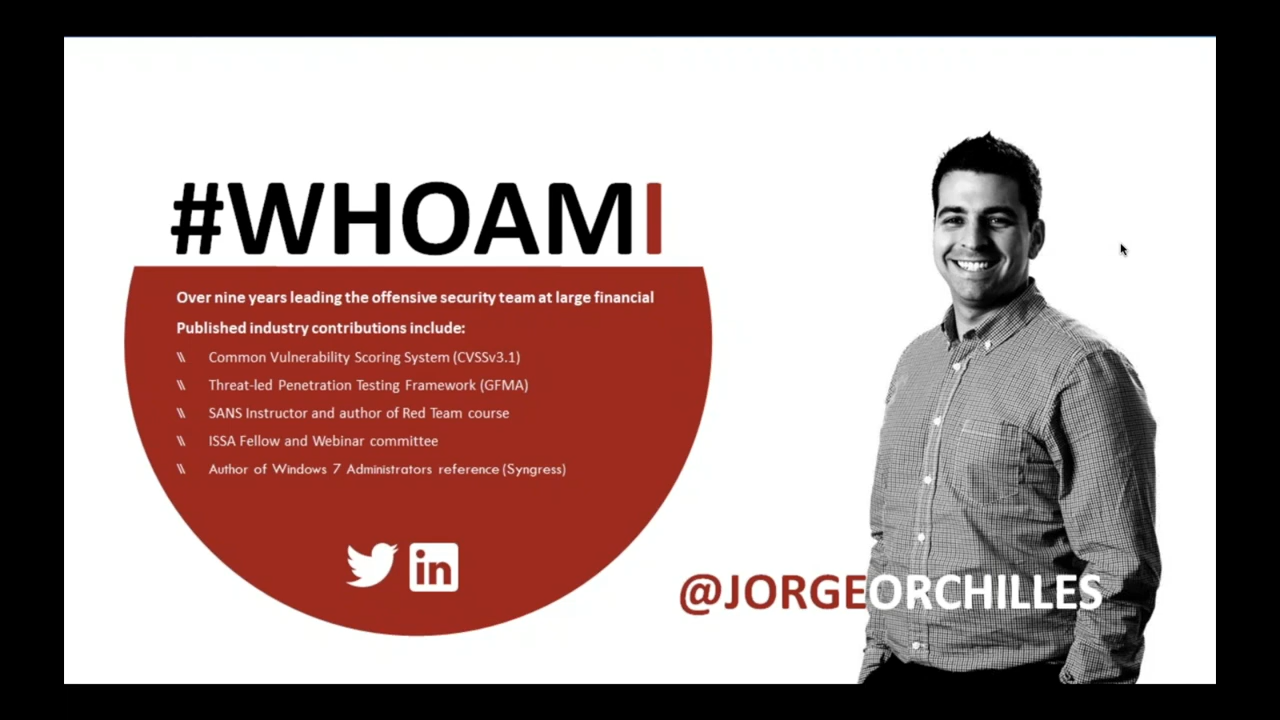 #WHOAMI
Over nine years leading the offensive security team at large financial
Published industry contributions include:
\\ Common Vulnerability Scoring System (CVSSv3.1)
\\ Threat-led Penetration Testing Framework (GFMA)
\\ SANS Instructor and author of Red Team course
\\ ISSA Fellow and Webinar committee
\\ Author of Windows 7 Administrators reference (Syngress)
in
@JORGEORCHILLES